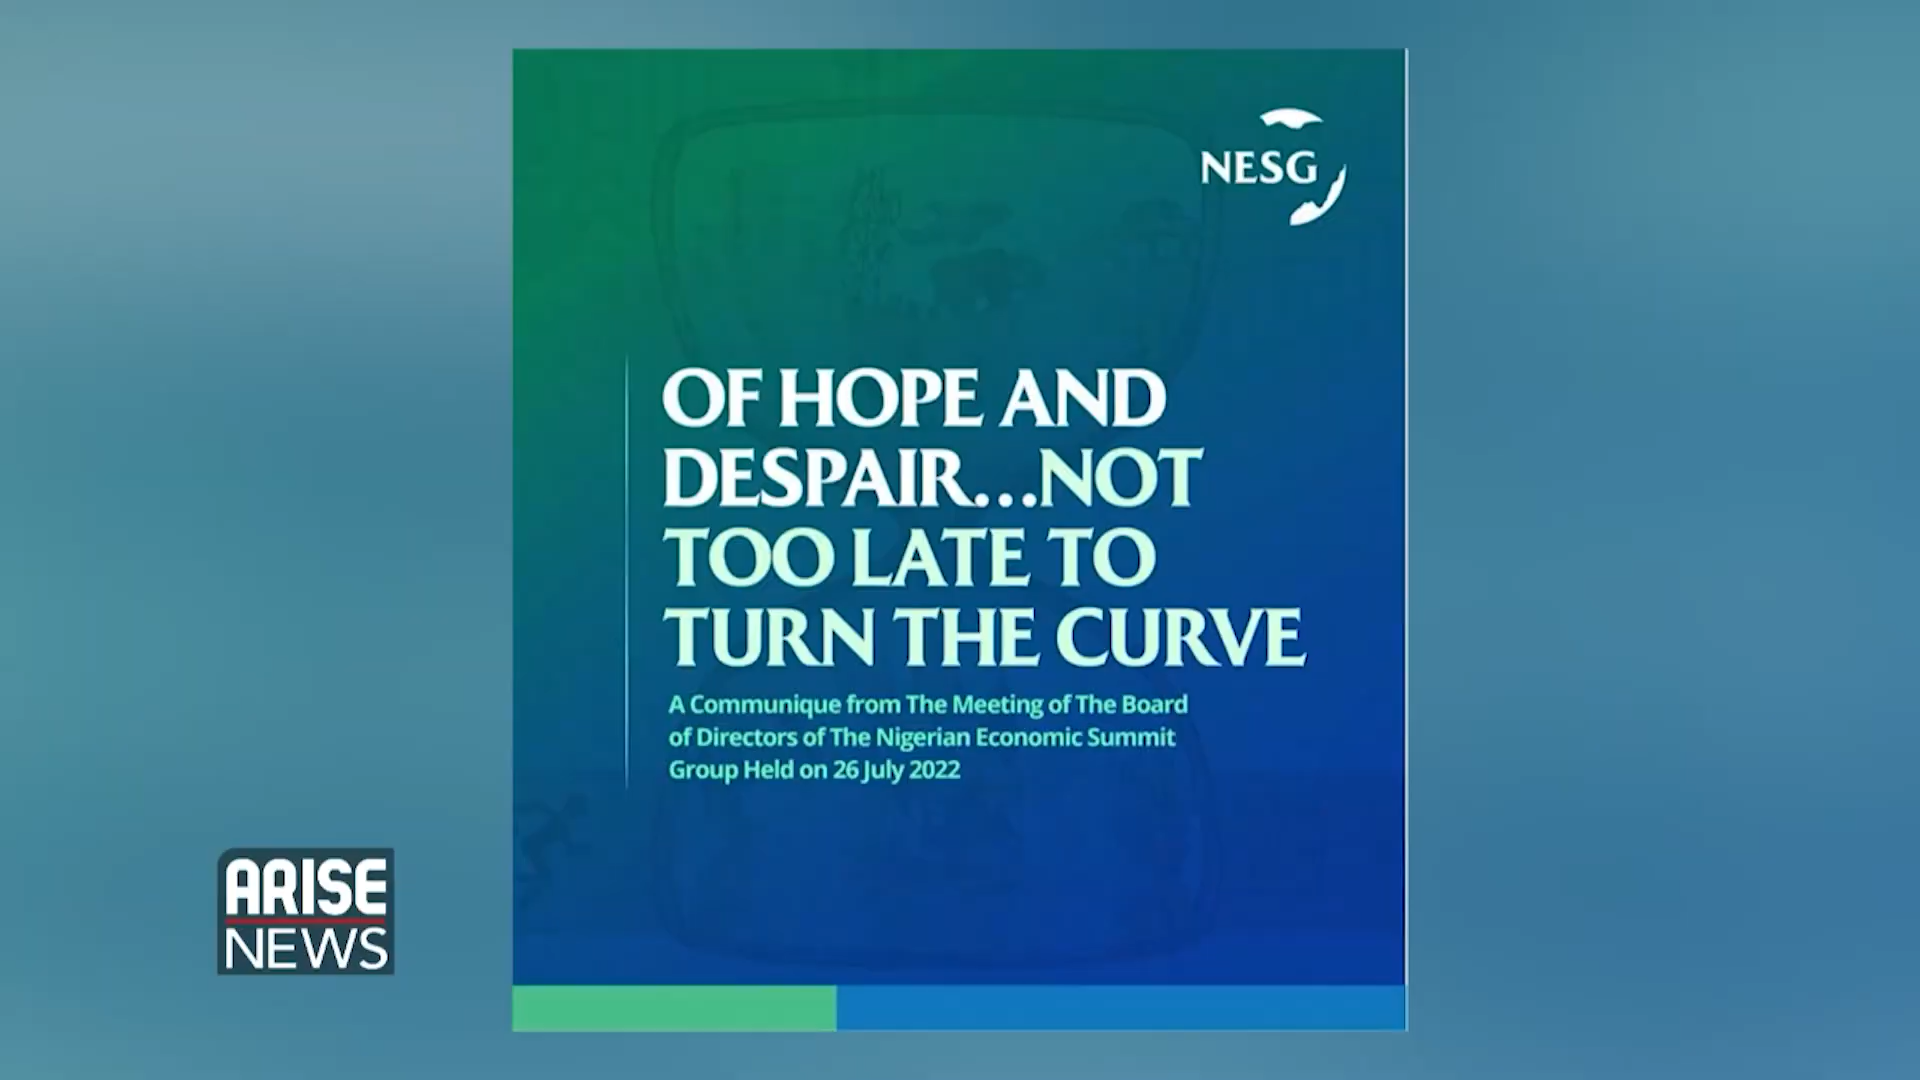 NESG
OF HOPE AND
DESPAIR...NOT
TOO LATE TO
TURN THE CURVE
A Communique from The Meeting of The Board
of Directors of The Nigerian Economic Summit
Group Held on 26 July 2022
ARISE
NEWS